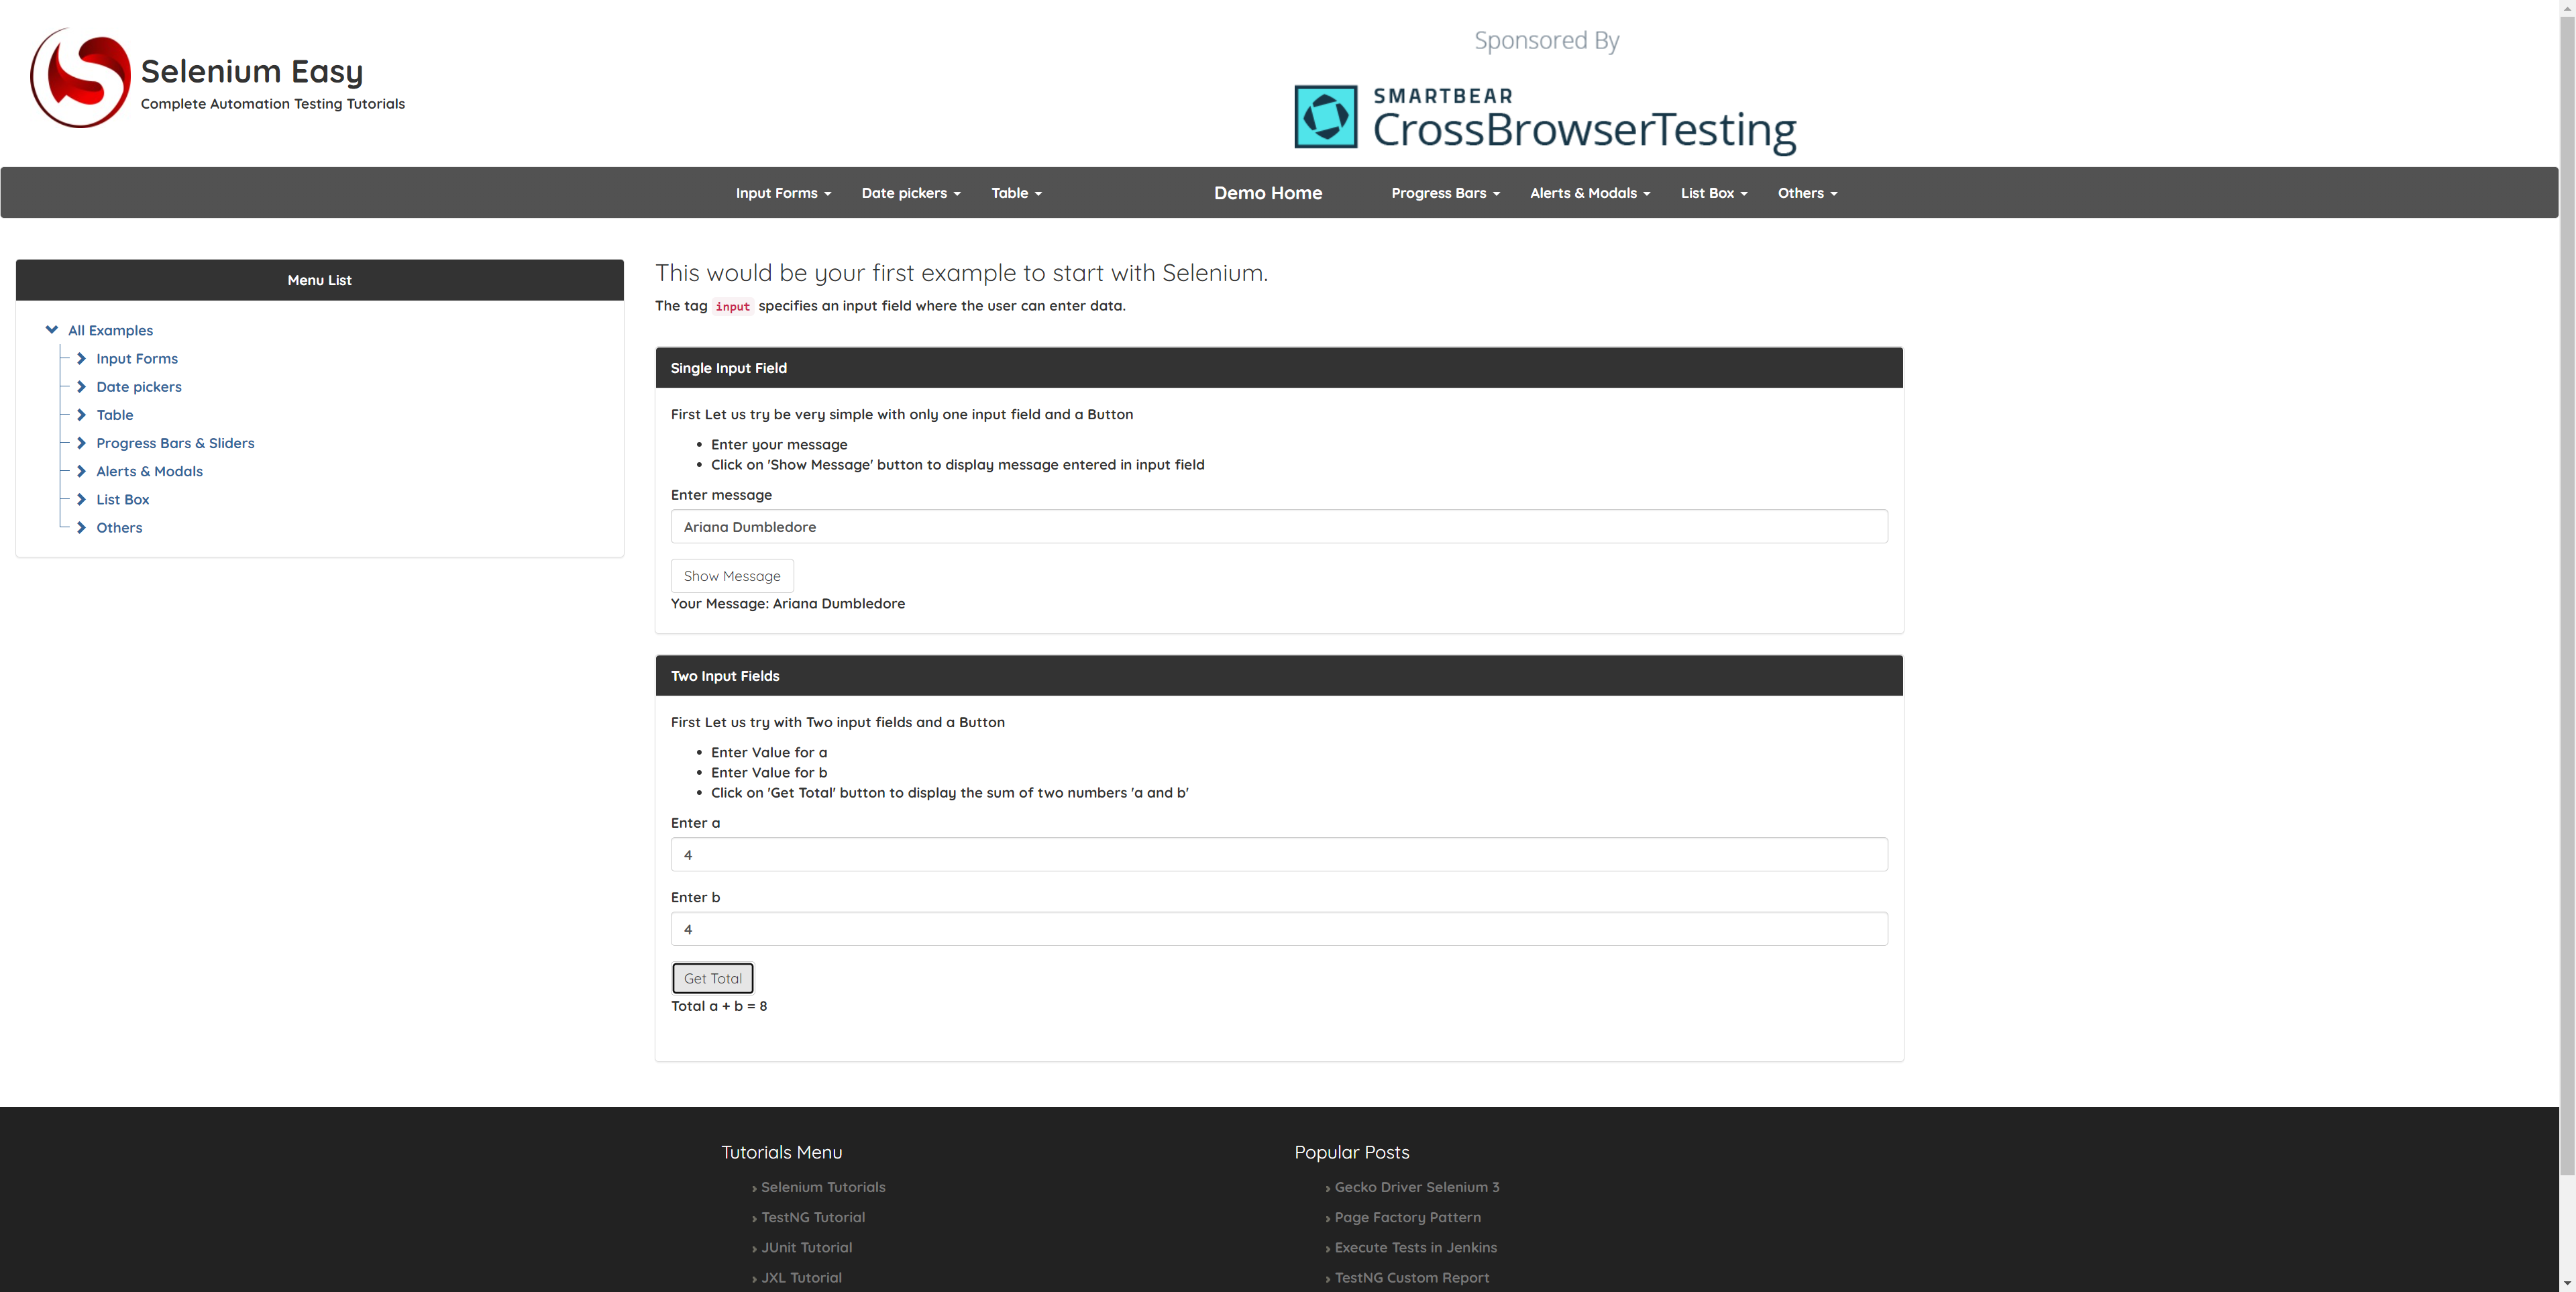 Selenium Easy
Complete Automation Testing Tutorials
Sponsored By
SMARTBEAR
CrossBrowserTesting
Input Forms Date pickers Table Demo Home Progress Bars Alerts & Modals List Box Others
Menu List
All Examples
Input Forms
Date pickers
Table
Progress Bars & Sliders
Alerts & Modals
List Box
Others
This would be your first example to start with Selenium.
The tag input specifies an input field where the user can enter data.
Single Input Field
First Let us try be very simple with only one input field and a Button
• Enter your message
• Click on 'Show Message' button to display message entered in input field
Enter message
Ariana Dumbledore
Show Message
Your Message: Ariana Dumbledore
Two Input Fields
First Let us try with Two input fields and a Button
• Enter Value for a
• Enter Value for b
• Click on 'Get Total' button to display the sum of two numbers 'a and b'
Enter a
4
Enter b
4
Get Total
Total a + b = 8
Tutorials Menu
› Selenium Tutorials
› TestNG Tutorial
› JUnit Tutorial
› JXL Tutorial
Popular Posts
› Gecko Driver Selenium 3
› Page Factory Pattern
› Execute Tests in Jenkins
› TestNG Custom Report